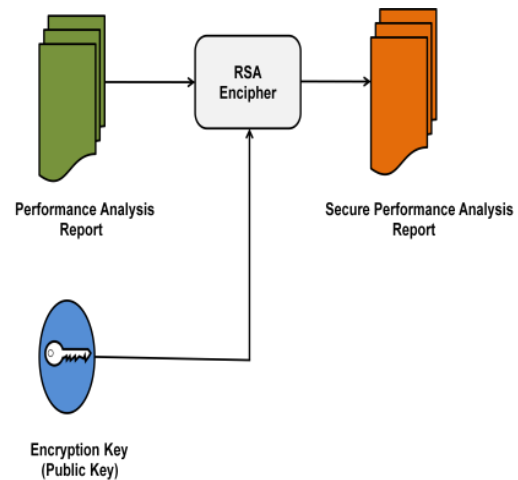 RSA
Encipher
Performance Analysis
Report
Secure Performance Analysis
Report
Encryption Key
(Public Key)